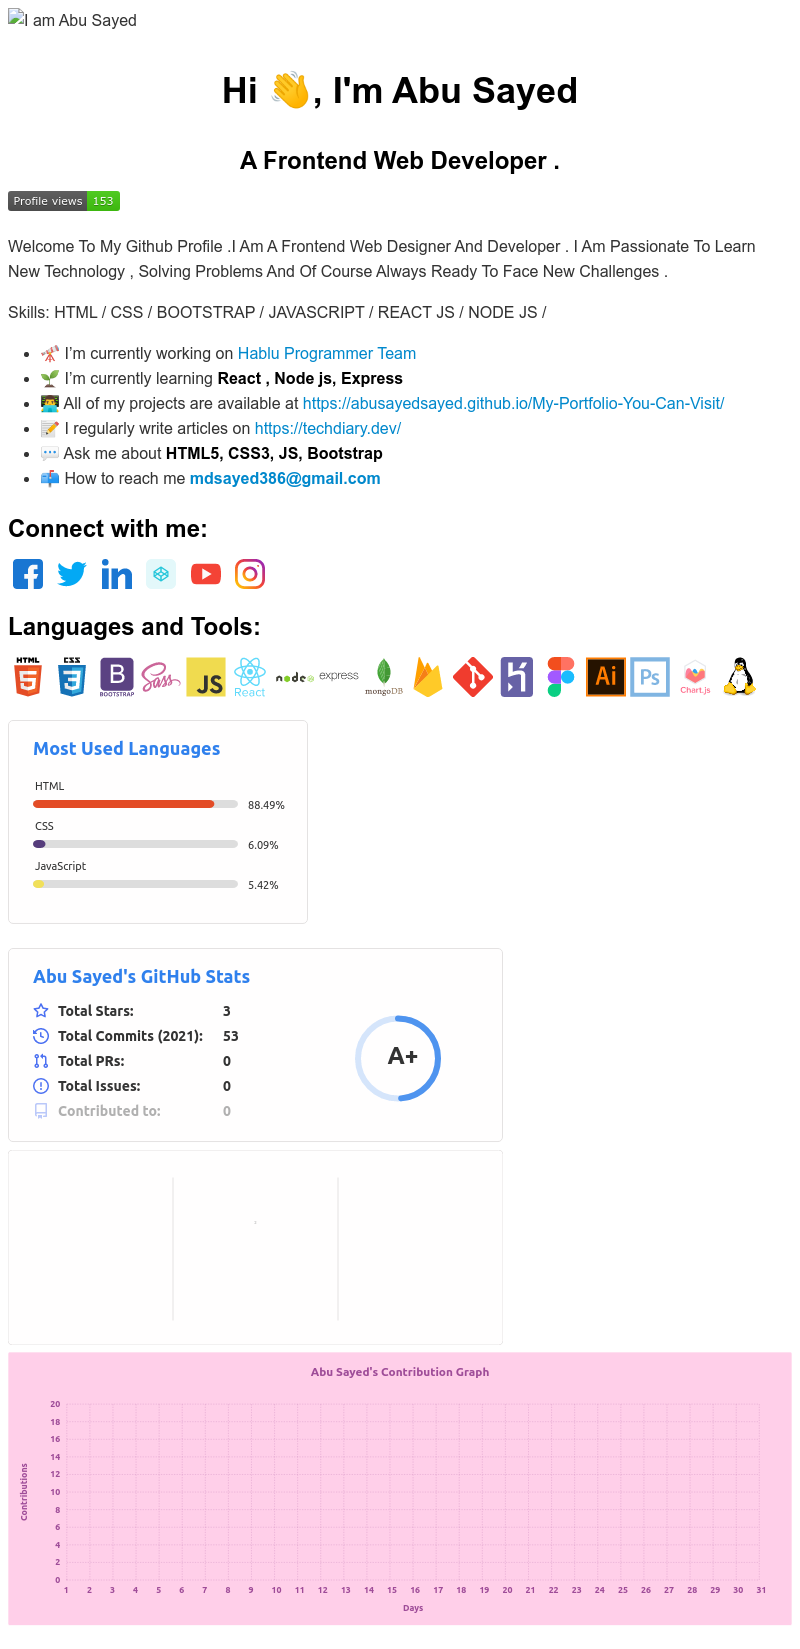 I am Abu Sayed
Hi 👋, I'm Abu Sayed
A Frontend Web Developer .
Profile views 153
Welcome To My Github Profile .I Am A Frontend Web Designer And Developer . I Am Passionate To Learn
New Technology , Solving Problems And Of Course Always Ready To Face New Challenges .
Skills: HTML / CSS / BOOTSTRAP / JAVASCRIPT / REACT JS / NODE JS /
• 🔭 I’m currently working on Hablu Programmer Team
• 🌱 I’m currently learning React , Node js, Express
• 👨‍💻 All of my projects are available at https://abusayedsayed.github.io/My-Portfolio-You-Can-Visit/
• 📝 I regularly write articles on https://techdiary.dev/
• 💬 Ask me about HTML5, CSS3, JS, Bootstrap
• 📫 How to reach me mdsayed386@gmail.com
Connect with me:
Languages and Tools:
HTML 5 CSS 3 B BOOTSTRAP Sass JS React node express mongoDB Ai Ps Chart.js
Most Used Languages
HTML
88.49%
CSS
6.09%
JavaScript
5.42%
Abu Sayed's GitHub Stats
Total Stars: 3
Total Commits (2021): 53
Total PRs: 0
Total Issues: 0
Contributed to: 0
A+
Abu Sayed's Contribution Graph
Contributions
20
18
16
14
12
10
8
6
4
2
0
1 2 3 4 5 6 7 8 9 10 11 12 13 14 15 16 17 18 19 20 21 22 23 24 25 26 27 28 29 30 31
Days